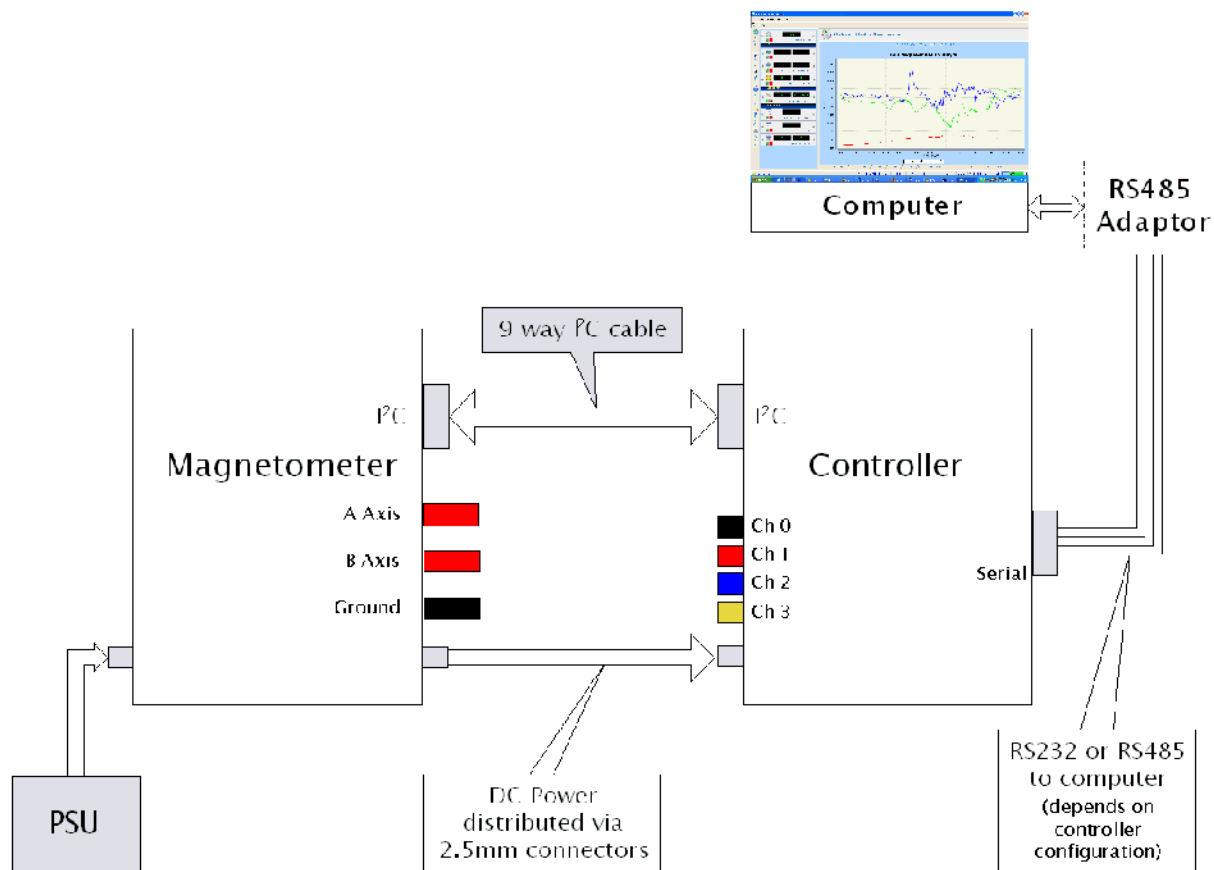 Computer
RS485
Adaptor
9 way I²C cable
I²C
I²C
Magnetometer
Controller
A Axis
B Axis
Ground
Ch 0
Ch 1
Ch 2
Ch 3
Serial
PSU
DC Power
distributed via
2.5mm connectors
RS232 or RS485
to computer
(depends on
controller
configuration)